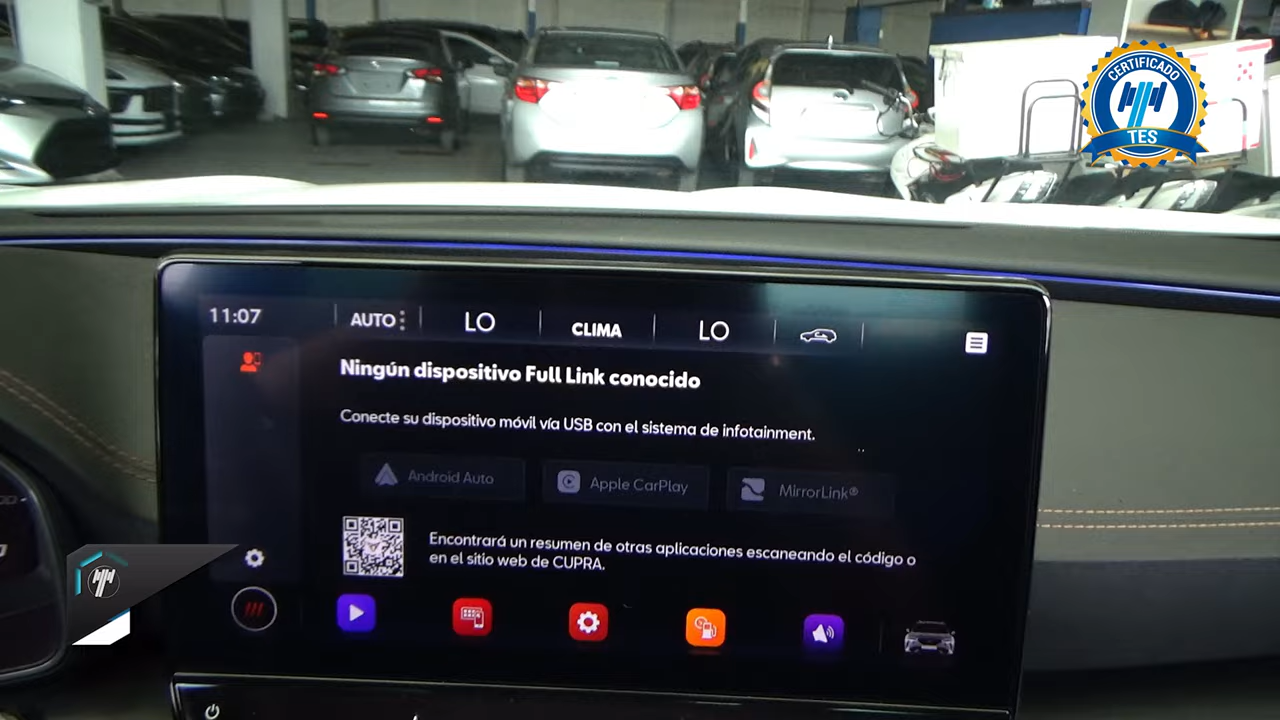 CERTIFICADO
TES
11:07
AUTO
LO
CLIMA
LO
Ningún dispositivo Full Link conocido
Conecte su dispositivo móvil vía USB con el sistema de infotainment.
Android Auto
Apple CarPlay
MirrorLink®
Encontrará un resumen de otras aplicaciones escaneando el código o
en el sitio web de CUPRA.